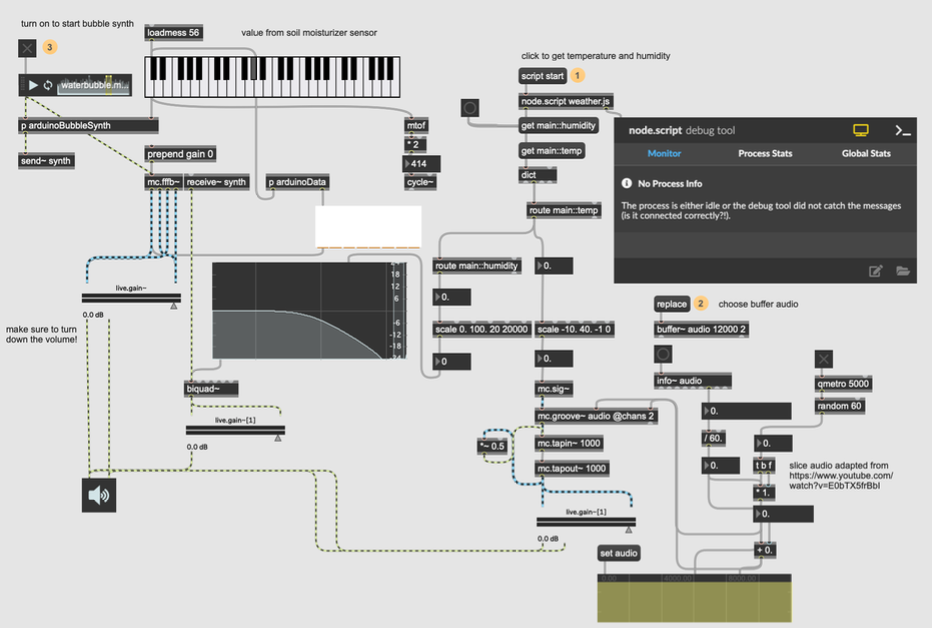 turn on to start bubble synth
3
loadmess 56
value from soil moisturizer sensor
waterbubble.m...
p arduinoBubbleSynth
send~ synth
prepend gain 0
mc.fffb~
receive~ synth
p arduinoData
mtof
* 2
414
cycle~
click to get temperature and humidity
script start
1
node.script weather.js
get main::humidity
get main::temp
dict
route main::temp
node.script debug tool
Monitor
Process Stats
Global Stats
No Process Info
The process is either idle or the debug tool did not catch the messages
(is it connected correctly?!).
live.gain~
0.0 dB
make sure to turn
down the volume!
18
12
6
-6
-12
-18
biquad~
live.gain~[1]
0.0 dB
route main::humidity
0.
0.
scale 0. 100. 20 20000
scale -10. 40. -1 0
0
0.
mc.sig~
mc.groove~ audio @chans 2
*~ 0.5
mc.tapin~ 1000
mc.tapout~ 1000
live.gain~[1]
0.0 dB
replace
2
choose buffer audio
buffer~ audio 12000 2
info~ audio
0.
/ 60.
0.
qmetro 5000
random 60
0.
t b f
* 1.
0.
+ 0.
slice audio adapted from
https://www.youtube.com/
watch?v=E0bTX5frBbI
set audio
0.00
4000.00
8000.00